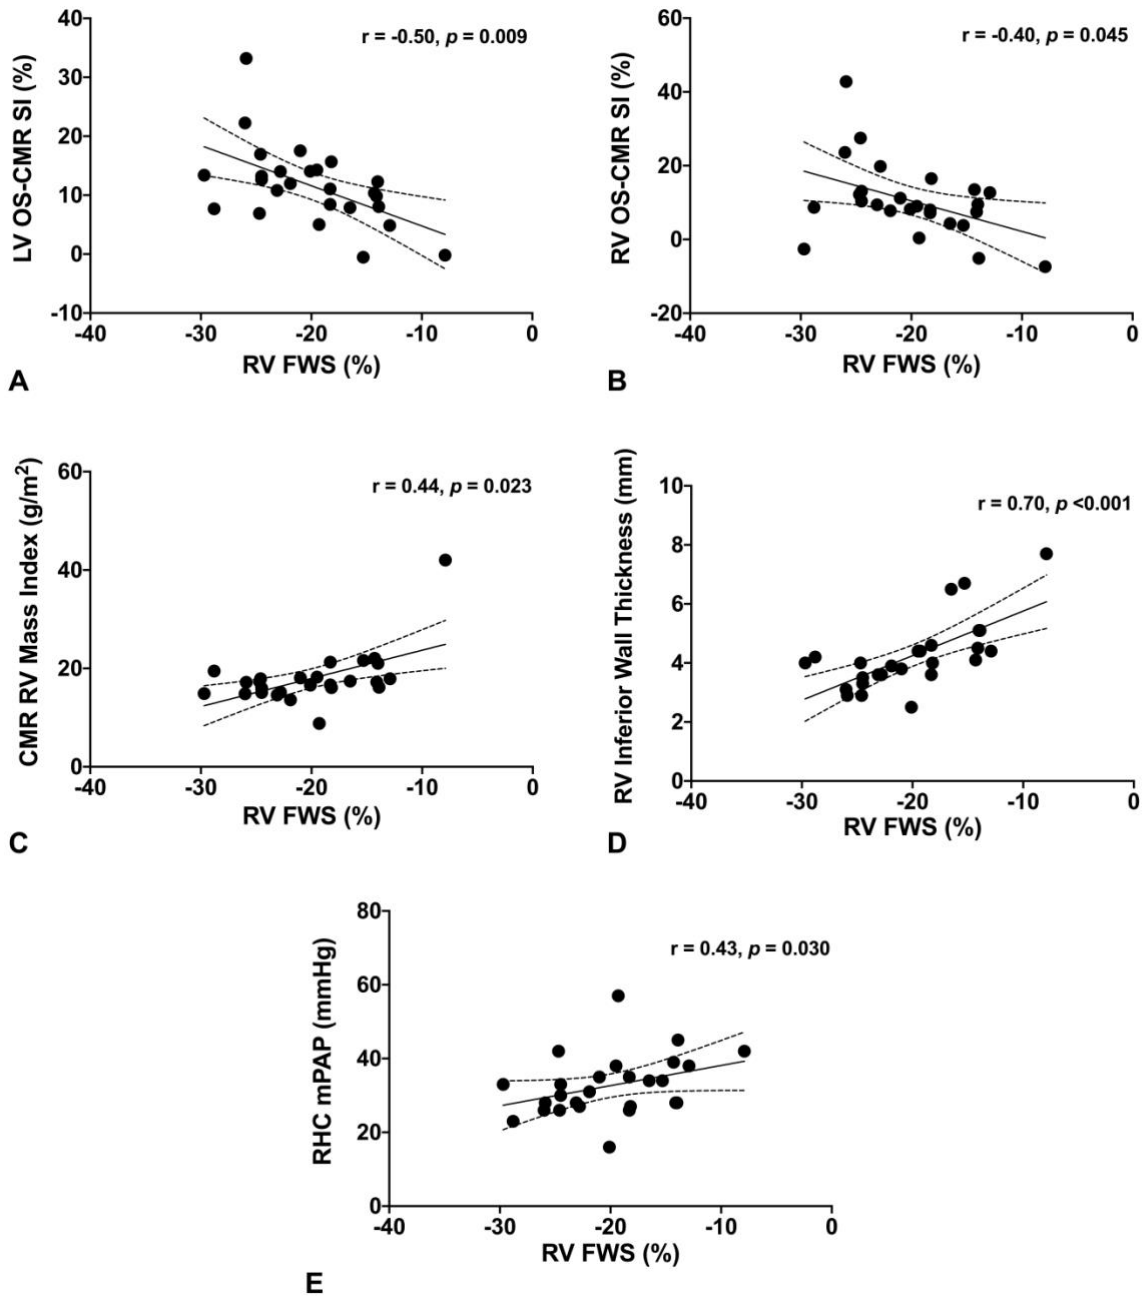 r = -0.50, p = 0.009
LV OS-CMR SI (%)
40
30
20
10
0
-10
-40 -30 -20 -10 0
RV FWS (%)
A
r = -0.40, p = 0.045
RV OS-CMR SI (%)
60
40
20
0
-20
-40 -30 -20 -10 0
RV FWS (%)
B
r = 0.44, p = 0.023
CMR RV Mass Index (g/m²)
60
40
20
0
-40 -30 -20 -10 0
RV FWS (%)
C
r = 0.70, p <0.001
RV Inferior Wall Thickness (mm)
10
8
6
4
2
0
-40 -30 -20 -10 0
RV FWS (%)
D
r = 0.43, p = 0.030
RHC mPAP (mmHg)
80
60
40
20
0
-40 -30 -20 -10 0
RV FWS (%)
E